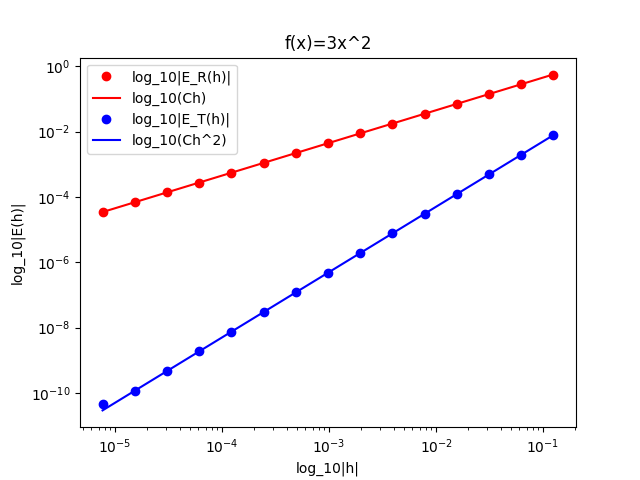 f(x)=3x^2
log_10|E_R(h)|
log_10(Ch)
log_10|E_T(h)|
log_10(Ch^2)
log_10|E(h)|
10^0
10^−2
10^−4
10^−6
10^−8
10^−10
10^−5
10^−4
10^−3
10^−2
10^−1
log_10|h|